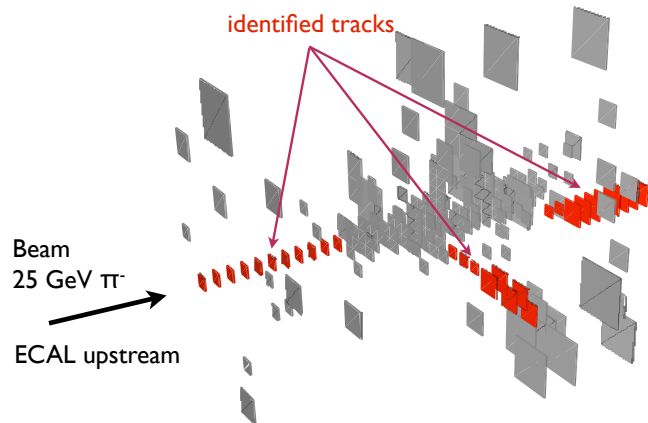 identified tracks
Beam
25 GeV π⁻
ECAL upstream